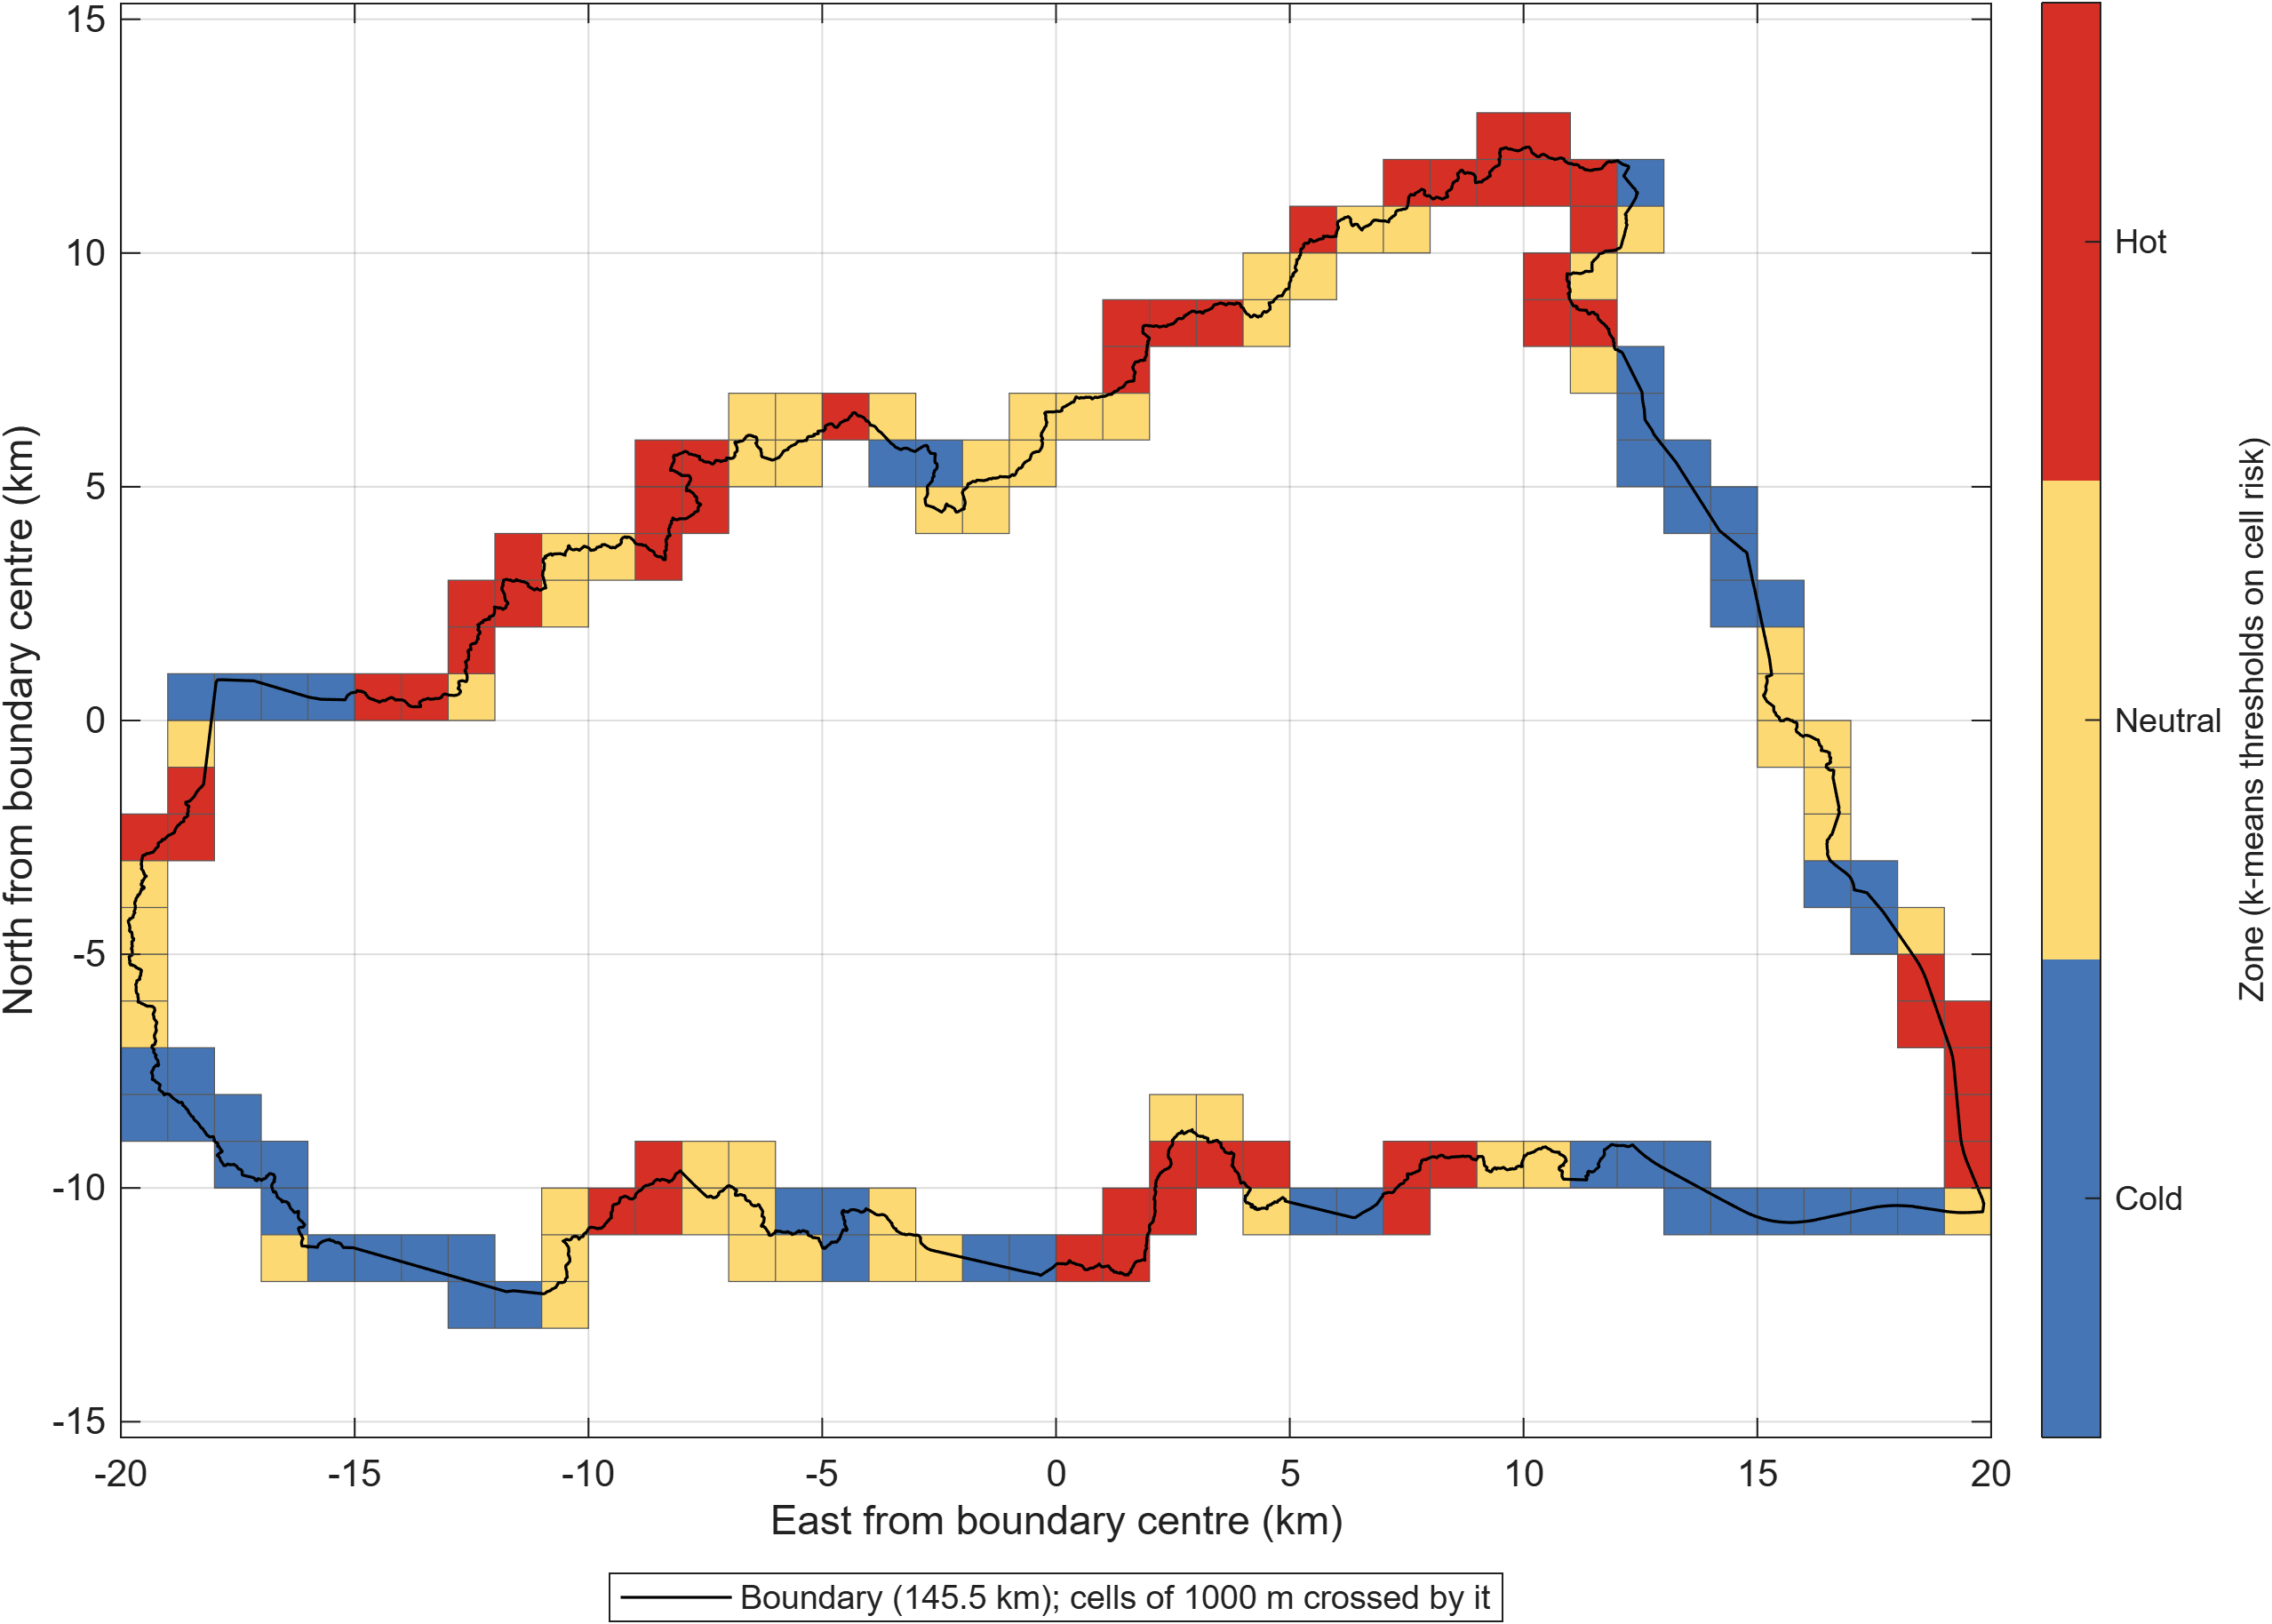 15
10
5
0
-5
-10
-15
-20
-15
-10
-5
0
5
10
15
20
North from boundary centre (km)
East from boundary centre (km)
Hot
Neutral
Cold
Zone (k-means thresholds on cell risk)
Boundary (145.5 km); cells of 1000 m crossed by it